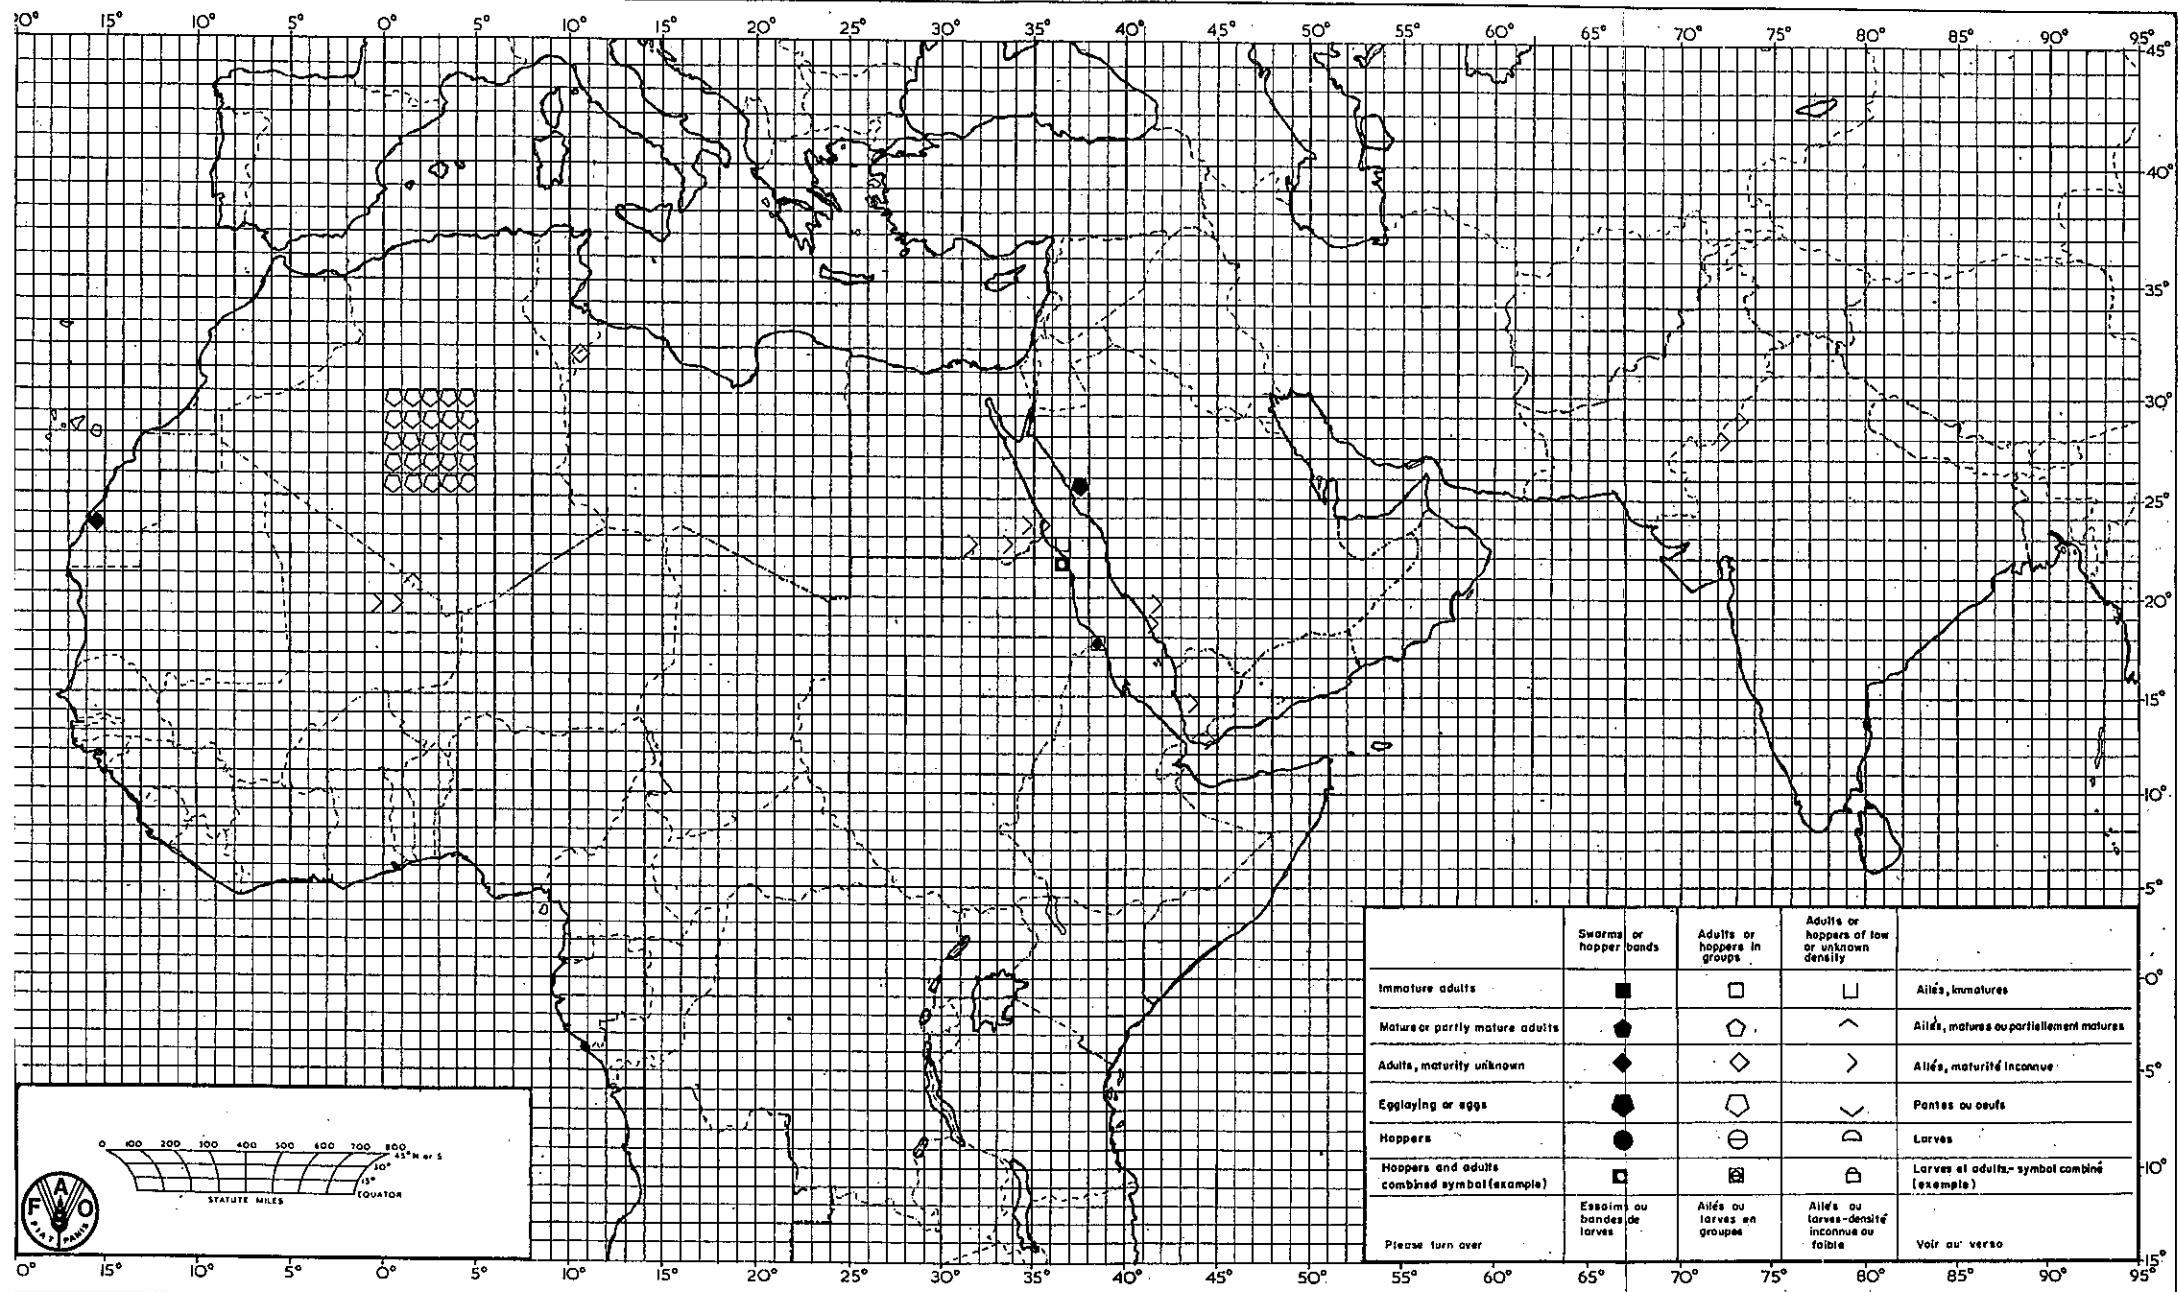 20° 15° 10° 5° 0° 5° 10° 15° 20° 25° 30° 35° 40° 45° 50° 55° 60° 65° 70° 75° 80° 85° 90° 95°
45°
40°
35°
30°
25°
20°
15°
10°
5°
0°
5°
10°
15°
Swarms or
hopper bands
Adults or
hoppers in
groups
Adults or
hoppers of low
or unknown
density
Immature adults
Ailés, immatures
Mature or partly mature adults
Ailés, matures ou partiellement matures
Adults, maturity unknown
Ailés, maturité inconnue
Egglaying or eggs
Pontes ou oeufs
Hoppers
Larves
Hoppers and adults
combined symbol (example)
Larves et adultes- symbol combiné
(exemple)
Essaims ou
bandes de
larves
Ailés ou
larves en
groupes
Ailés ou
larves-densité
inconnue ou
faible
Please turn over
Voir au verso
0 100 200 300 400 500 600 700 800
45° N or S
30°
15°
EQUATOR
STATUTE MILES
F A O
FIAT PANIS
0° 15° 10° 5° 0° 5° 10° 15° 20° 25° 30° 35° 40° 45° 50° 55° 60° 65° 70° 75° 80° 85° 90° 95°